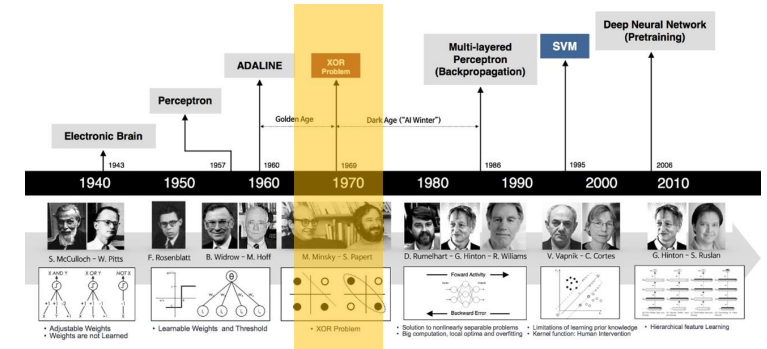 Deep Neural Network
(Pretraining)
SVM
Multi-layered
Perceptron
(Backpropagation)
ADALINE
XOR
Problem
Perceptron
Golden Age
Dark Age ("AI Winter")
Electronic Brain
1943
1957
1960
1969
1986
1995
2006
1940
1950
1960
1970
1980
1990
2000
2010
S. McCulloch – W. Pitts
F. Rosenblatt
B. Widrow – M. Hoff
M. Minsky – S. Papert
D. Rumelhart – G. Hinton – R. Wiliams
V. Vapnik – C. Cortes
G. Hinton – S. Ruslan
X AND Y
X OR Y
NOT X
Foward Activity
Backward Error
• Adjustable Weights
• Weights are not Learned
• Learnable Weights and Threshold
• XOR Problem
• Solution to nonlinearly separable problems
• Big computation, local optima and overfitting
• Limitations of learning prior knowledge
• Kernel function: Human Intervention
• Hierarchical feature Learning